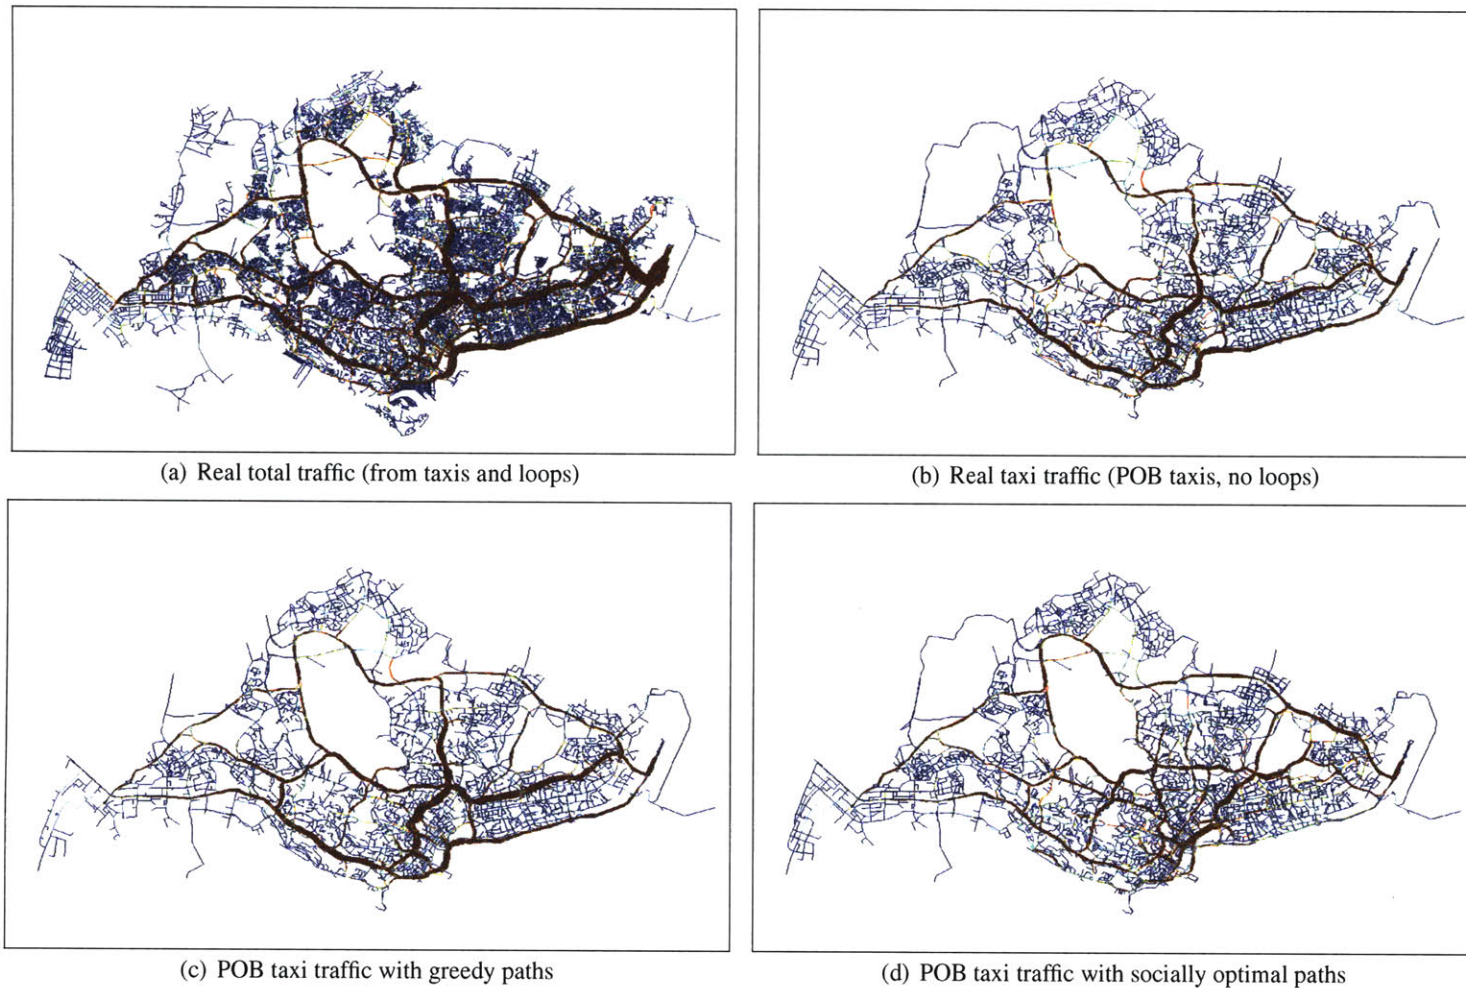 (a) Real total traffic (from taxis and loops)
(b) Real taxi traffic (POB taxis, no loops)
(c) POB taxi traffic with greedy paths
(d) POB taxi traffic with socially optimal paths